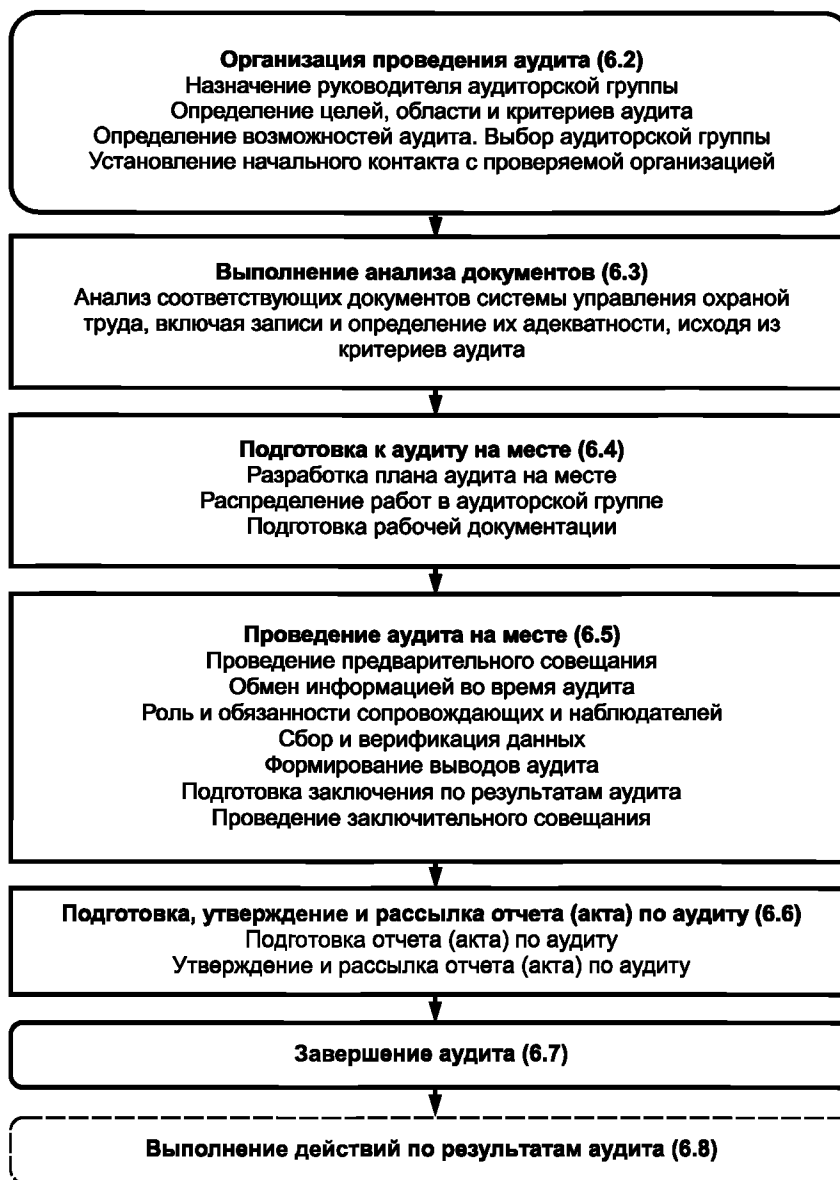 Организация проведения аудита (6.2)
Назначение руководителя аудиторской группы
Определение целей, области и критериев аудита
Определение возможностей аудита. Выбор аудиторской группы
Установление начального контакта с проверяемой организацией
Выполнение анализа документов (6.3)
Анализ соответствующих документов системы управления охраной
труда, включая записи и определение их адекватности, исходя из
критериев аудита
Подготовка к аудиту на месте (6.4)
Разработка плана аудита на месте
Распределение работ в аудиторской группе
Подготовка рабочей документации
Проведение аудита на месте (6.5)
Проведение предварительного совещания
Обмен информацией во время аудита
Роль и обязанности сопровождающих и наблюдателей
Сбор и верификация данных
Формирование выводов аудита
Подготовка заключения по результатам аудита
Проведение заключительного совещания
Подготовка, утверждение и рассылка отчета (акта) по аудиту (6.6)
Подготовка отчета (акта) по аудиту
Утверждение и рассылка отчета (акта) по аудиту
Завершение аудита (6.7)
Выполнение действий по результатам аудита (6.8)